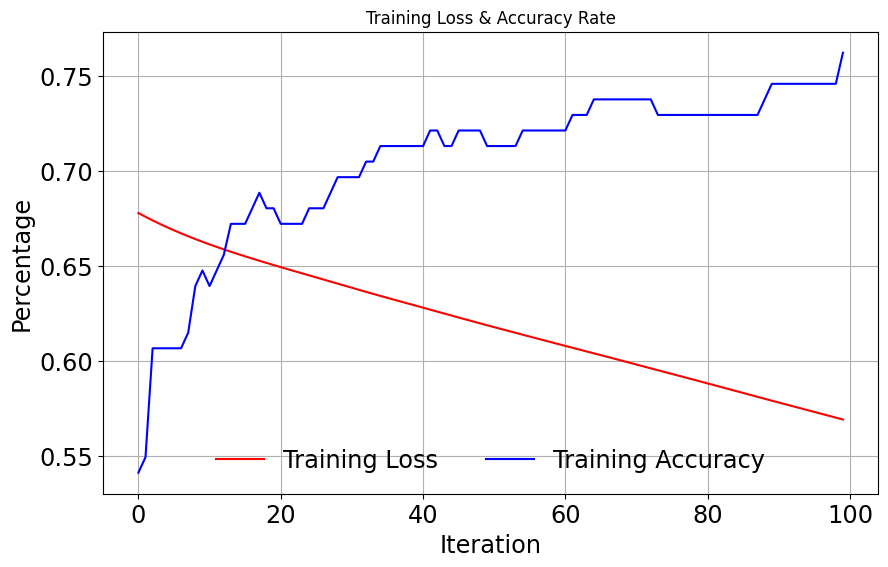 Training Loss & Accuracy Rate
0.75
0.70
0.65
0.60
0.55
Percentage
Training Loss
Training Accuracy
0 20 40 60 80 100
Iteration